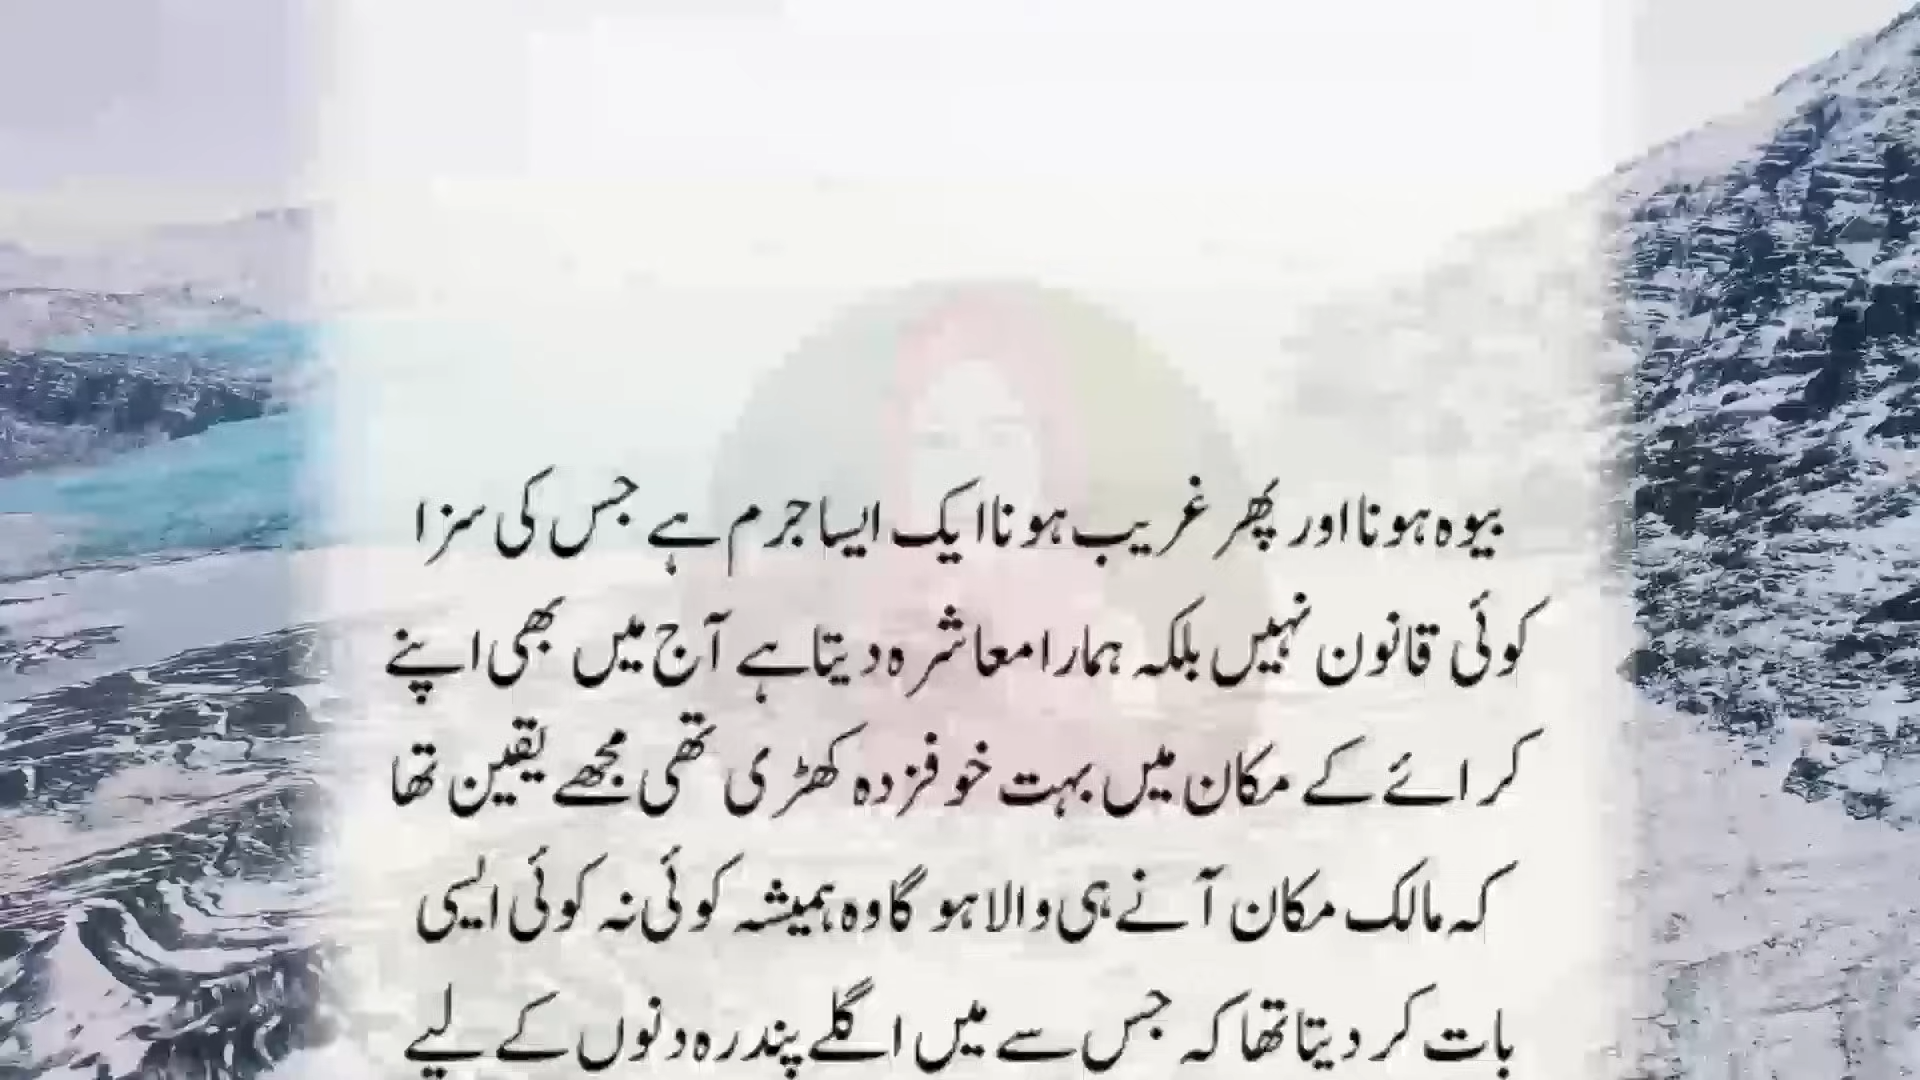 بیوہ ہونا اور پھر غریب ہونا ایک ایسا جرم ہے جس کی سزا
کوئی قانون نہیں بلکہ ہمارا معاشرہ دیتا ہے آج میں بھی اپنے
کرائے کے مکان میں بہت خوفزدہ کھڑی تھی مجھے یقین تھا
کہ مالک مکان آنے ہی والا ہو گا وہ ہمیشہ کوئی نہ کوئی ایسی
بات کر دیتا تھا کہ جس سے میں اگلے پندرہ دنوں کے لیے